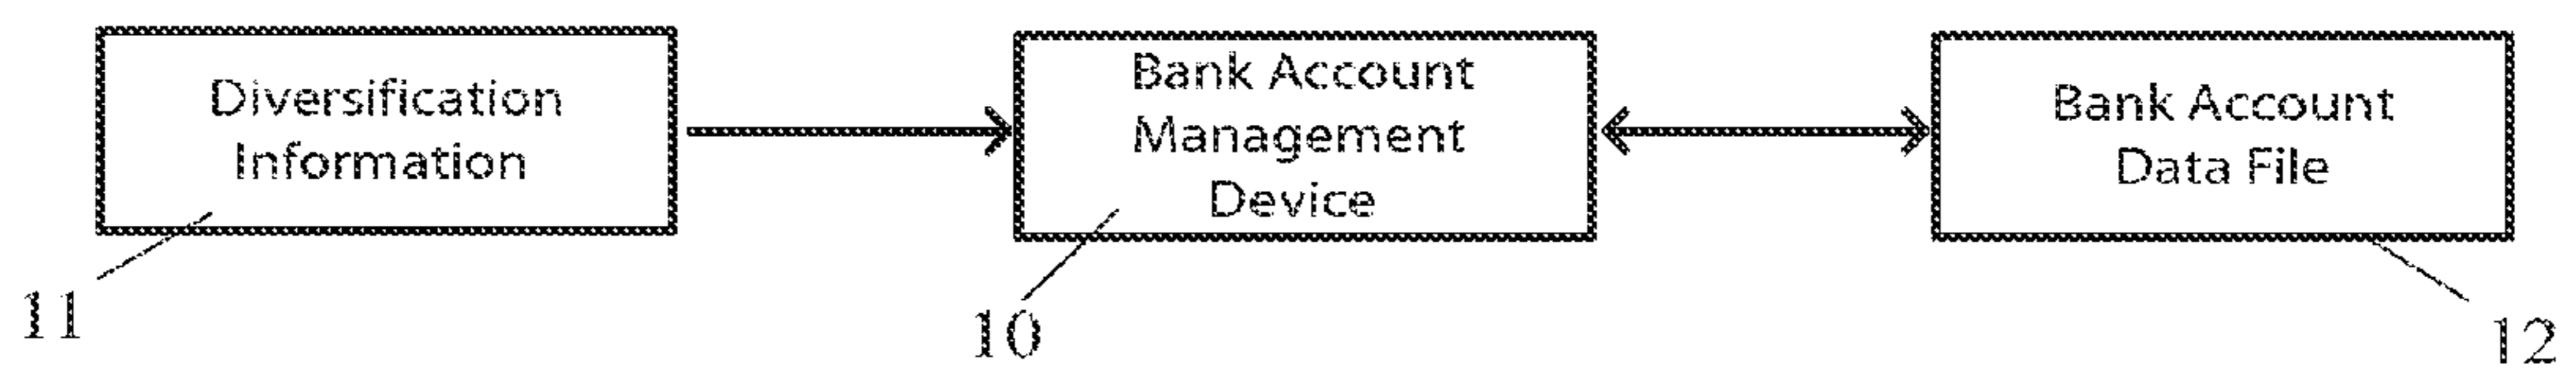 Diversification
Information
Bank Account
Management
Device
Bank Account
Data File
11
10
12